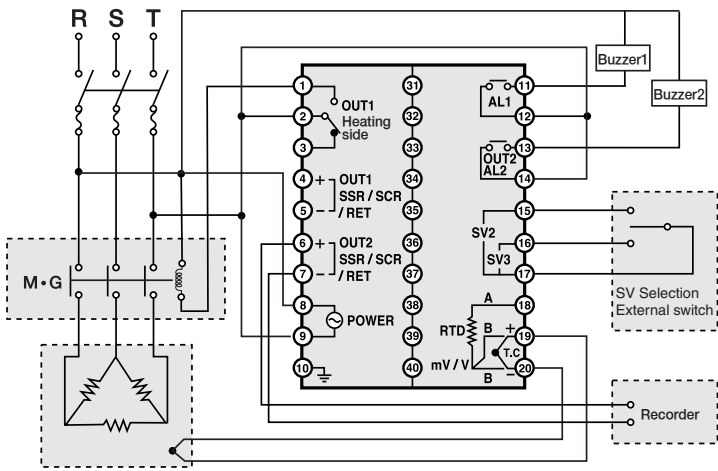 R S T
Buzzer1
Buzzer2
1
2
3
4
5
6
7
8
9
10
OUT1
Heating
side
+ OUT1
SSR / SCR
− / RET
+ OUT2
SSR / SCR
− / RET
POWER
31
32
33
34
35
36
37
38
39
40
AL1
OUT2
AL2
SV2
SV3
A
RTD
B +
T.C
mV / V
B −
11
12
13
14
15
16
17
18
19
20
M•G
SV Selection
External switch
Recorder